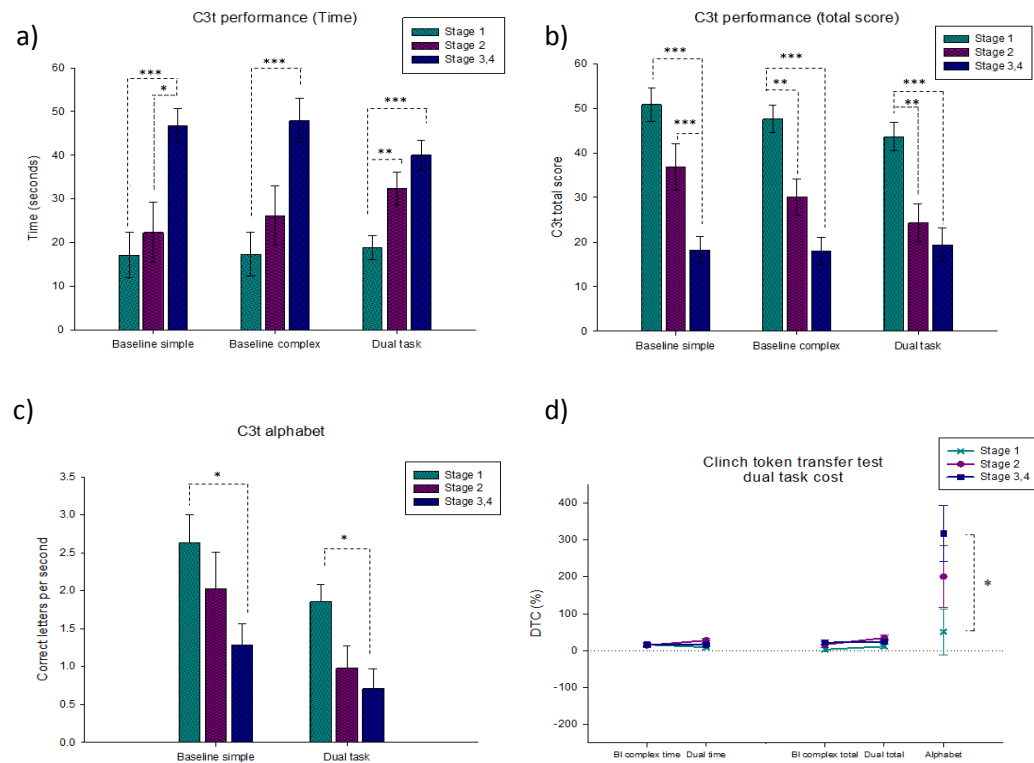 a)
C3t performance (Time)
Stage 1
Stage 2
Stage 3,4
Time (seconds)
60
50
40
30
20
10
0
***
*
***
***
**
Baseline simple
Baseline complex
Dual task
b)
C3t performance (total score)
Stage 1
Stage 2
Stage 3,4
C3t total score
60
50
40
30
20
10
0
***
***
***
**
***
**
Baseline simple
Baseline complex
Dual task
c)
C3t alphabet
Stage 1
Stage 2
Stage 3,4
Correct letters per second
3.5
3.0
2.5
2.0
1.5
1.0
0.5
0.0
*
*
Baseline simple
Dual task
d)
Clinch token transfer test
dual task cost
Stage 1
Stage 2
Stage 3,4
DTC (%)
400
300
200
100
0
-100
-200
*
Bl complex time
Dual time
Bl complex total
Dual total
Alphabet